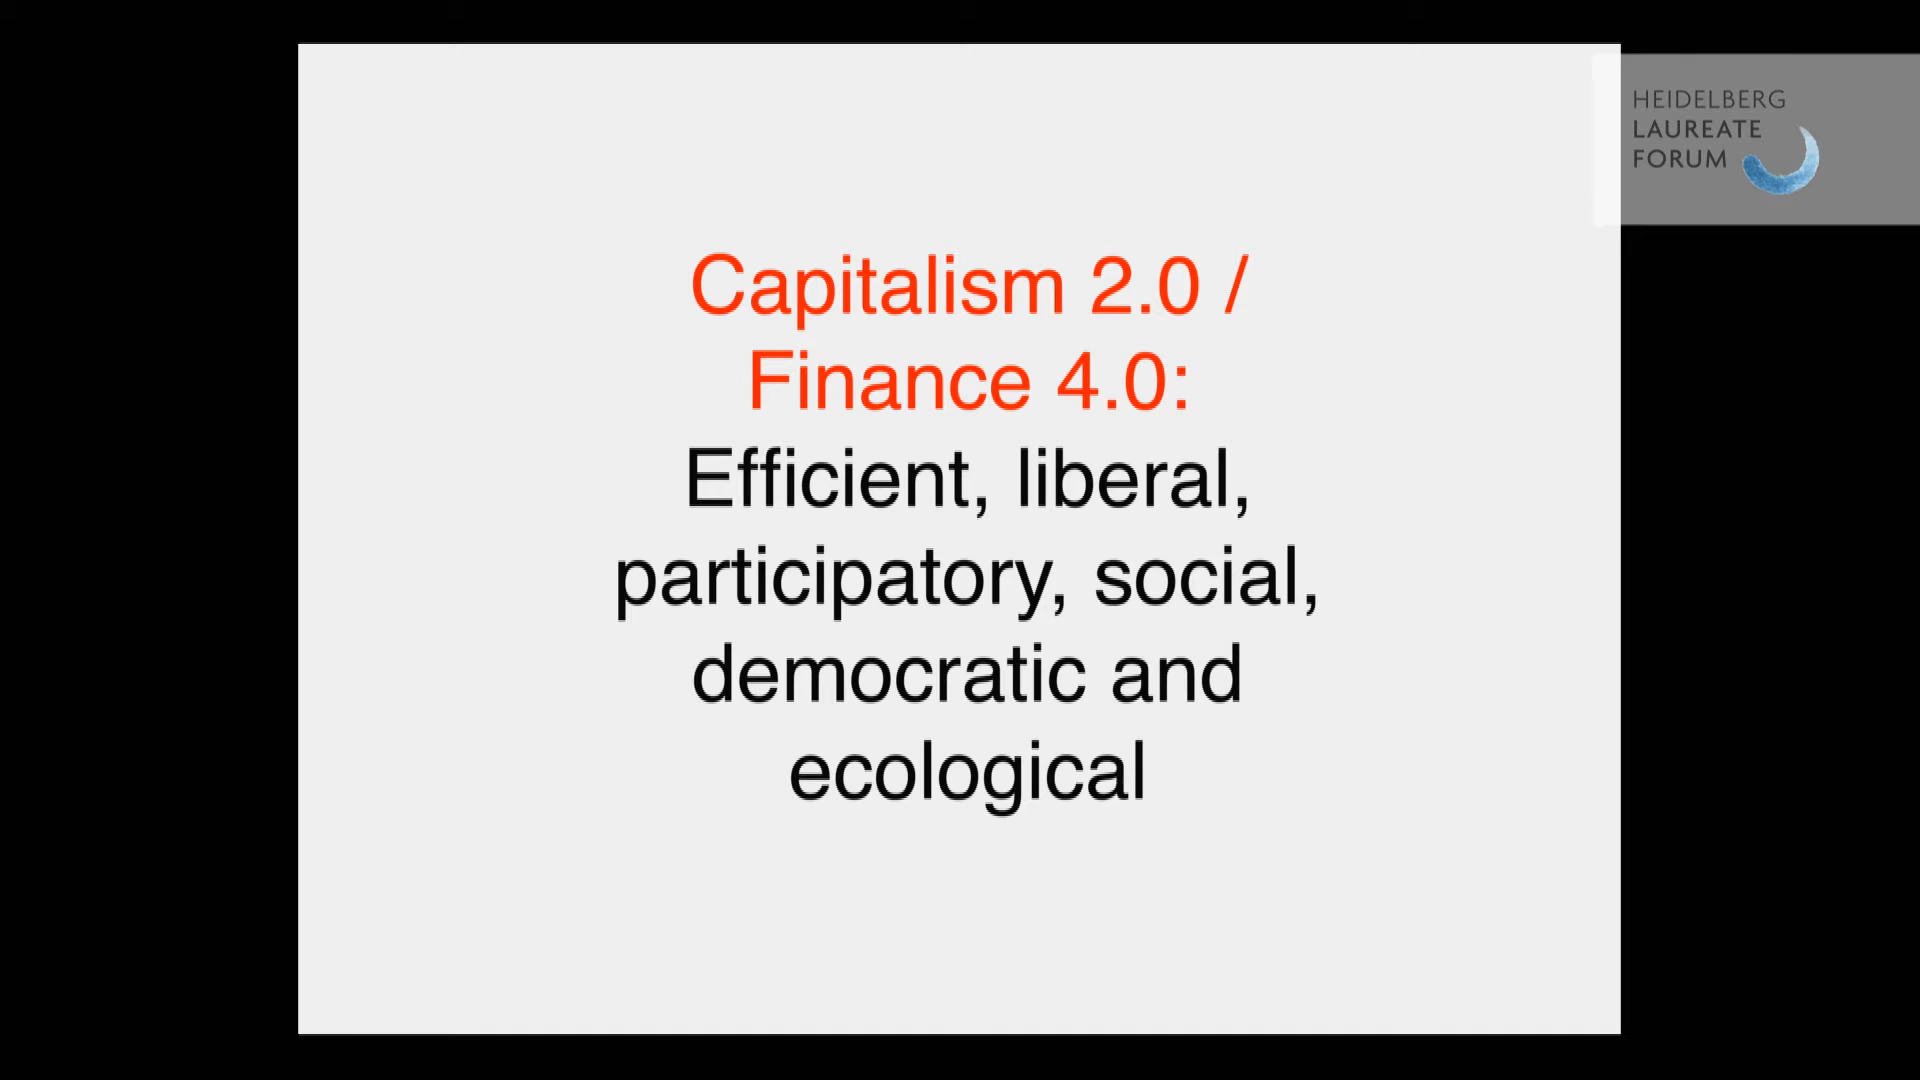 HEIDELBERG
LAUREATE
FORUM
Capitalism 2.0 /
Finance 4.0:
Efficient, liberal,
participatory, social,
democratic and
ecological